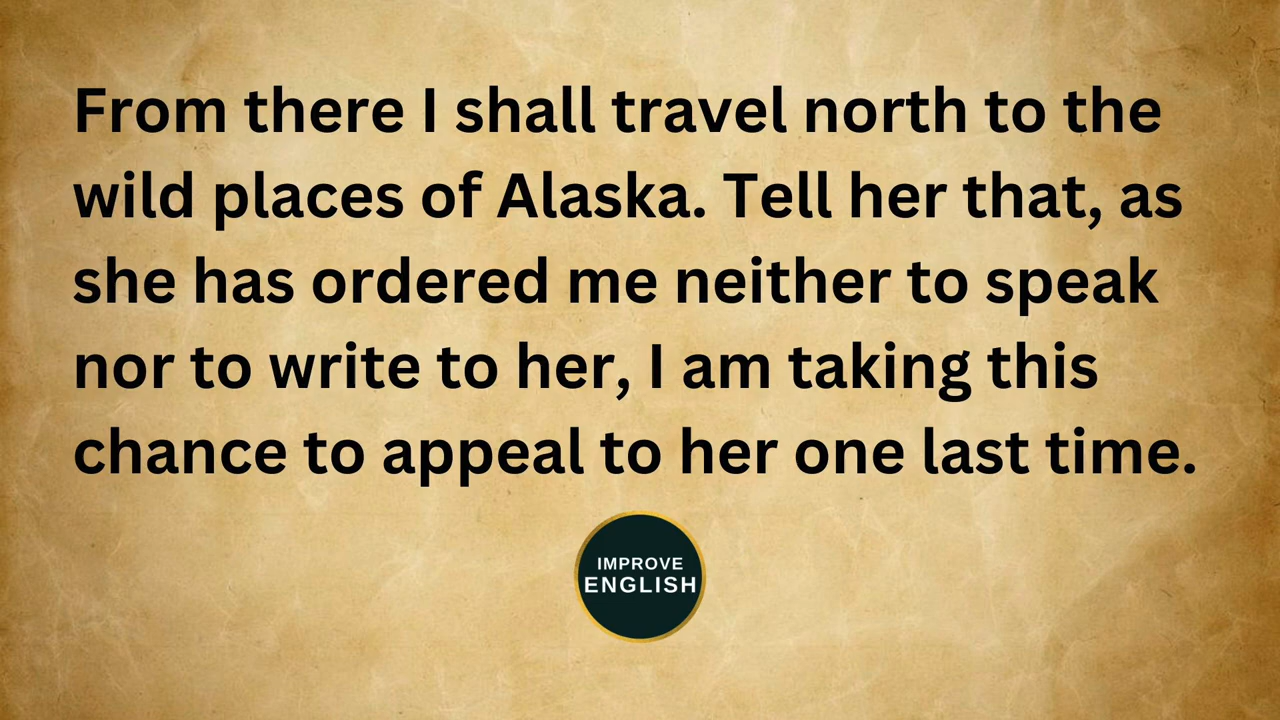 From there I shall travel north to the
wild places of Alaska. Tell her that, as
she has ordered me neither to speak
nor to write to her, I am taking this
chance to appeal to her one last time.
IMPROVE
ENGLISH